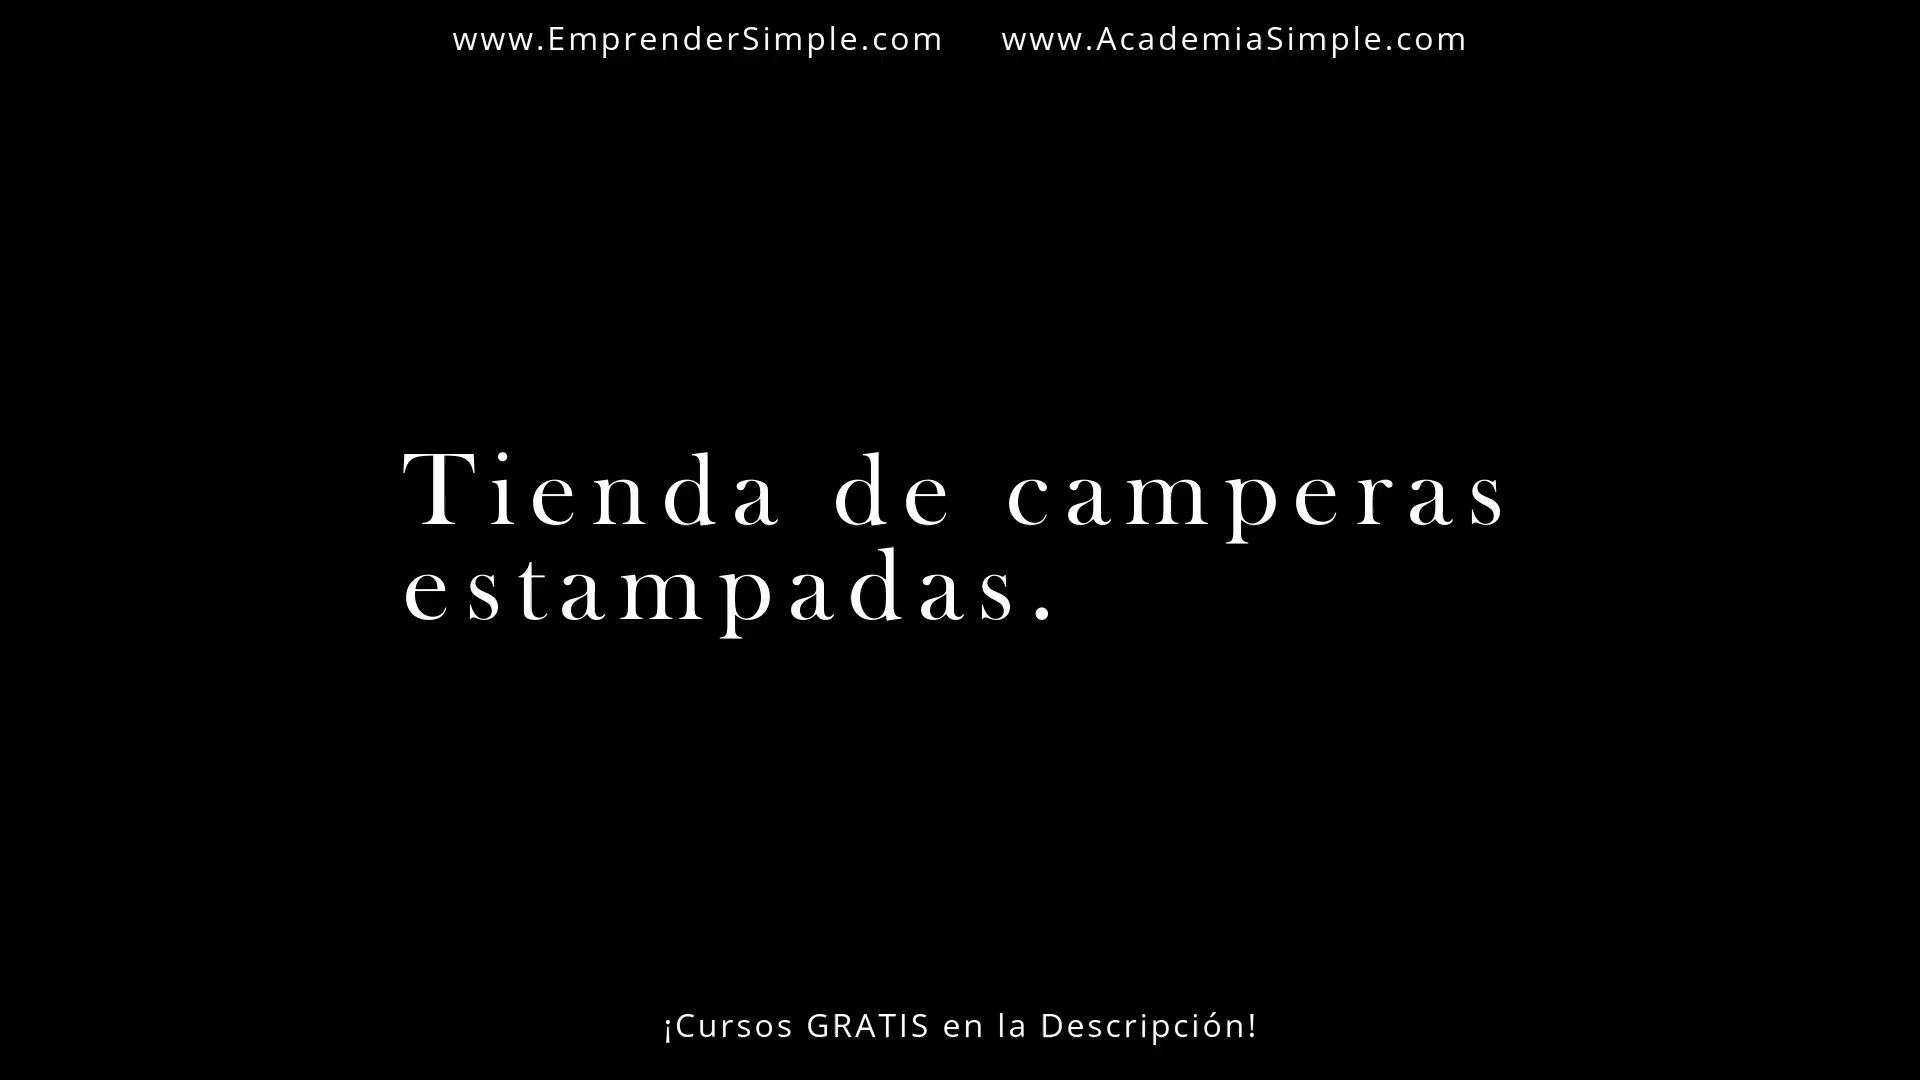 www.EmprenderSimple.com www.AcademiaSimple.com
Tienda de camperas
estampadas.
¡Cursos GRATIS en la Descripción!